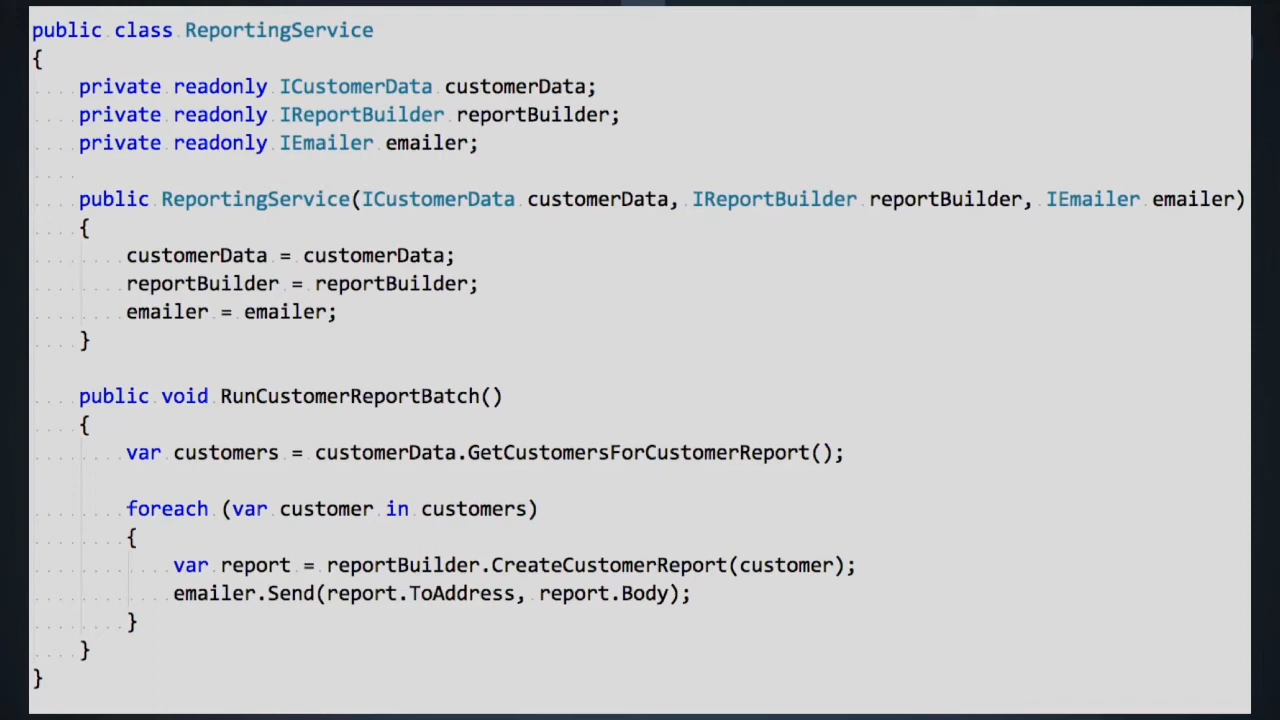 public class ReportingService
{
    private readonly ICustomerData customerData;
    private readonly IReportBuilder reportBuilder;
    private readonly IEmailer emailer;

    public ReportingService(ICustomerData customerData, IReportBuilder reportBuilder, IEmailer emailer)
    {
        customerData = customerData;
        reportBuilder = reportBuilder;
        emailer = emailer;
    }

    public void RunCustomerReportBatch()
    {
        var customers = customerData.GetCustomersForCustomerReport();

        foreach (var customer in customers)
        {
            var report = reportBuilder.CreateCustomerReport(customer);
            emailer.Send(report.ToAddress, report.Body);
        }
    }
}